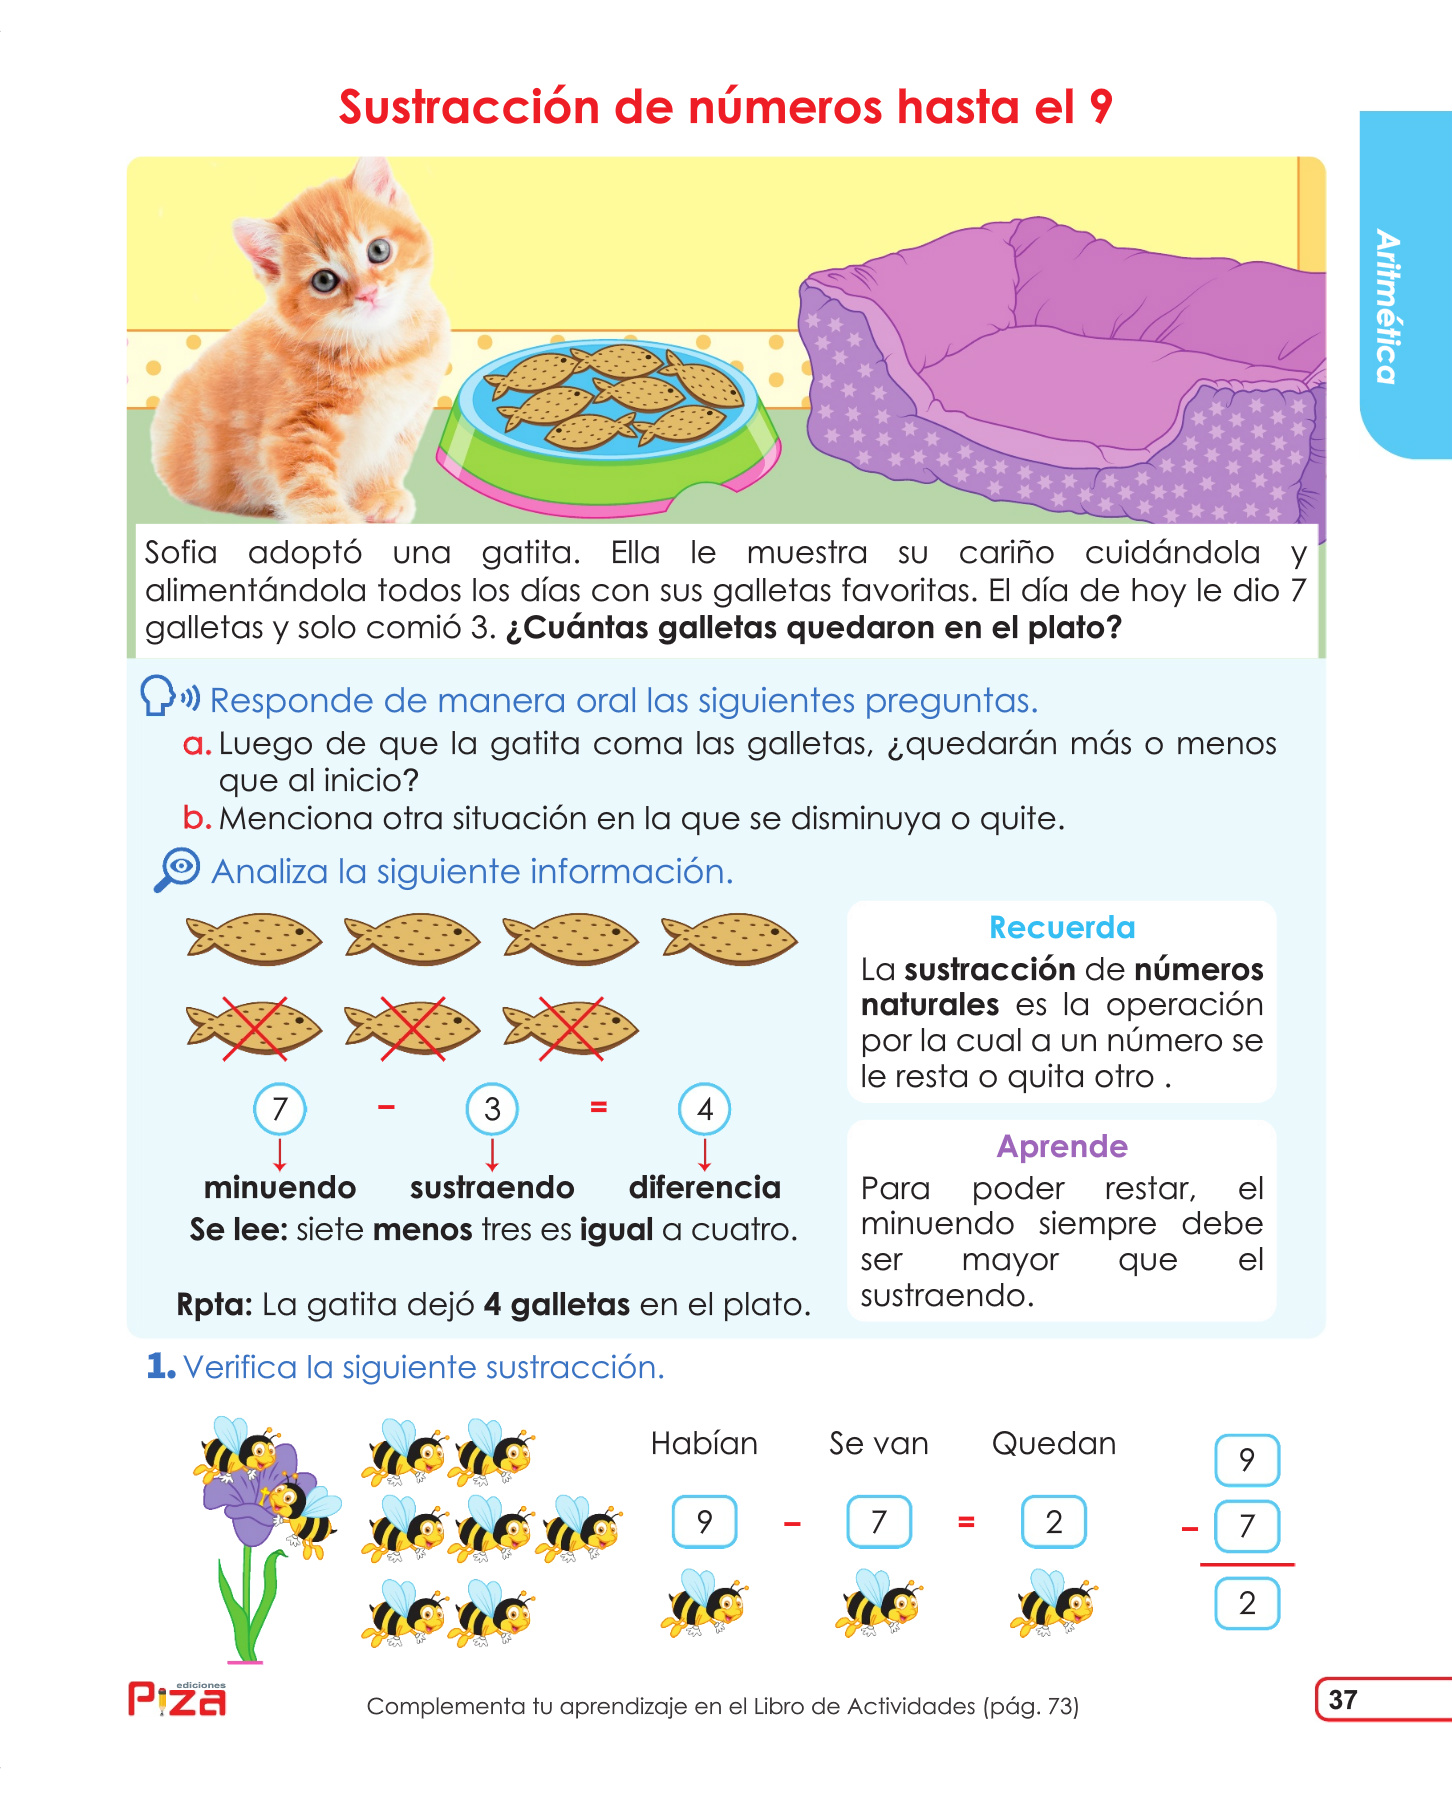 Sustracción de números hasta el 9
Aritmética
Sofia adoptó una gatita. Ella le muestra su cariño cuidándola y
alimentándola todos los días con sus galletas favoritas. El día de hoy le dio 7
galletas y solo comió 3. ¿Cuántas galletas quedaron en el plato?
Responde de manera oral las siguientes preguntas.
a. Luego de que la gatita coma las galletas, ¿quedarán más o menos
que al inicio?
b. Menciona otra situación en la que se disminuya o quite.
Analiza la siguiente información.
7 - 3 = 4
minuendo sustraendo diferencia
Se lee: siete menos tres es igual a cuatro.
Rpta: La gatita dejó 4 galletas en el plato.
Recuerda
La sustracción de números
naturales es la operación
por la cual a un número se
le resta o quita otro .
Aprende
Para poder restar, el
minuendo siempre debe
ser mayor que el
sustraendo.
1. Verifica la siguiente sustracción.
Habían Se van Quedan
9 - 7 = 2
9
- 7
2
ediciones
Piza
Complementa tu aprendizaje en el Libro de Actividades (pág. 73)
37